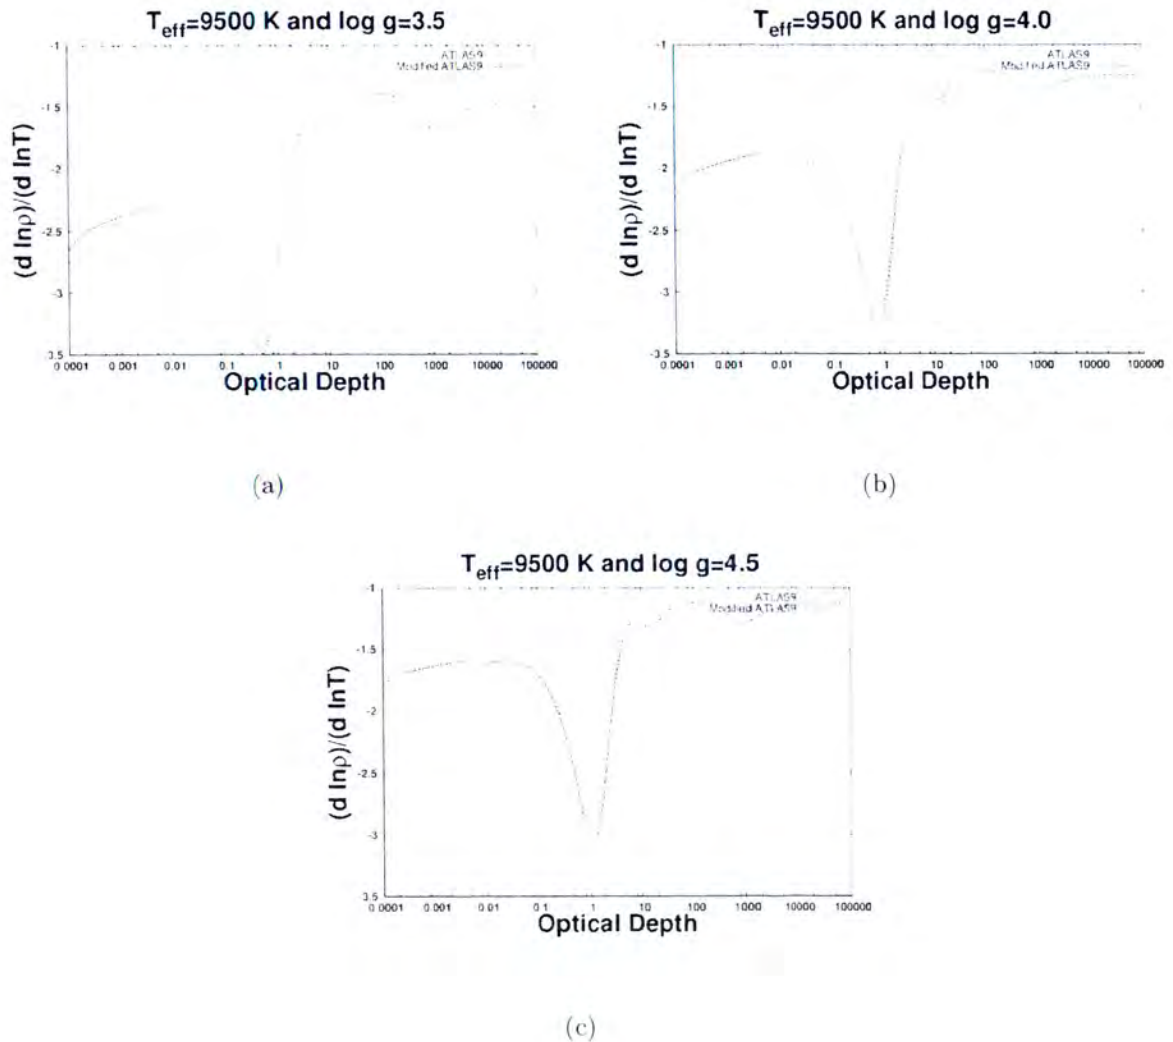 T_eff=9500 K and log g=3.5
ATLAS9
Modified ATLAS9
(d lnρ)/(d lnT)
-1
-1.5
-2
-2.5
-3
-3.5
0.0001 0.001 0.01 0.1 1 10 100 1000 10000 100000
Optical Depth
(a)
T_eff=9500 K and log g=4.0
ATLAS9
Modified ATLAS9
(d lnρ)/(d lnT)
-1
-1.5
-2
-2.5
-3
-3.5
0.0001 0.001 0.01 0.1 1 10 100 1000 10000 100000
Optical Depth
(b)
T_eff=9500 K and log g=4.5
ATLAS9
Modified ATLAS9
(d lnρ)/(d lnT)
-1
-1.5
-2
-2.5
-3
-3.5
0.0001 0.001 0.01 0.1 1 10 100 1000 10000 100000
Optical Depth
(c)